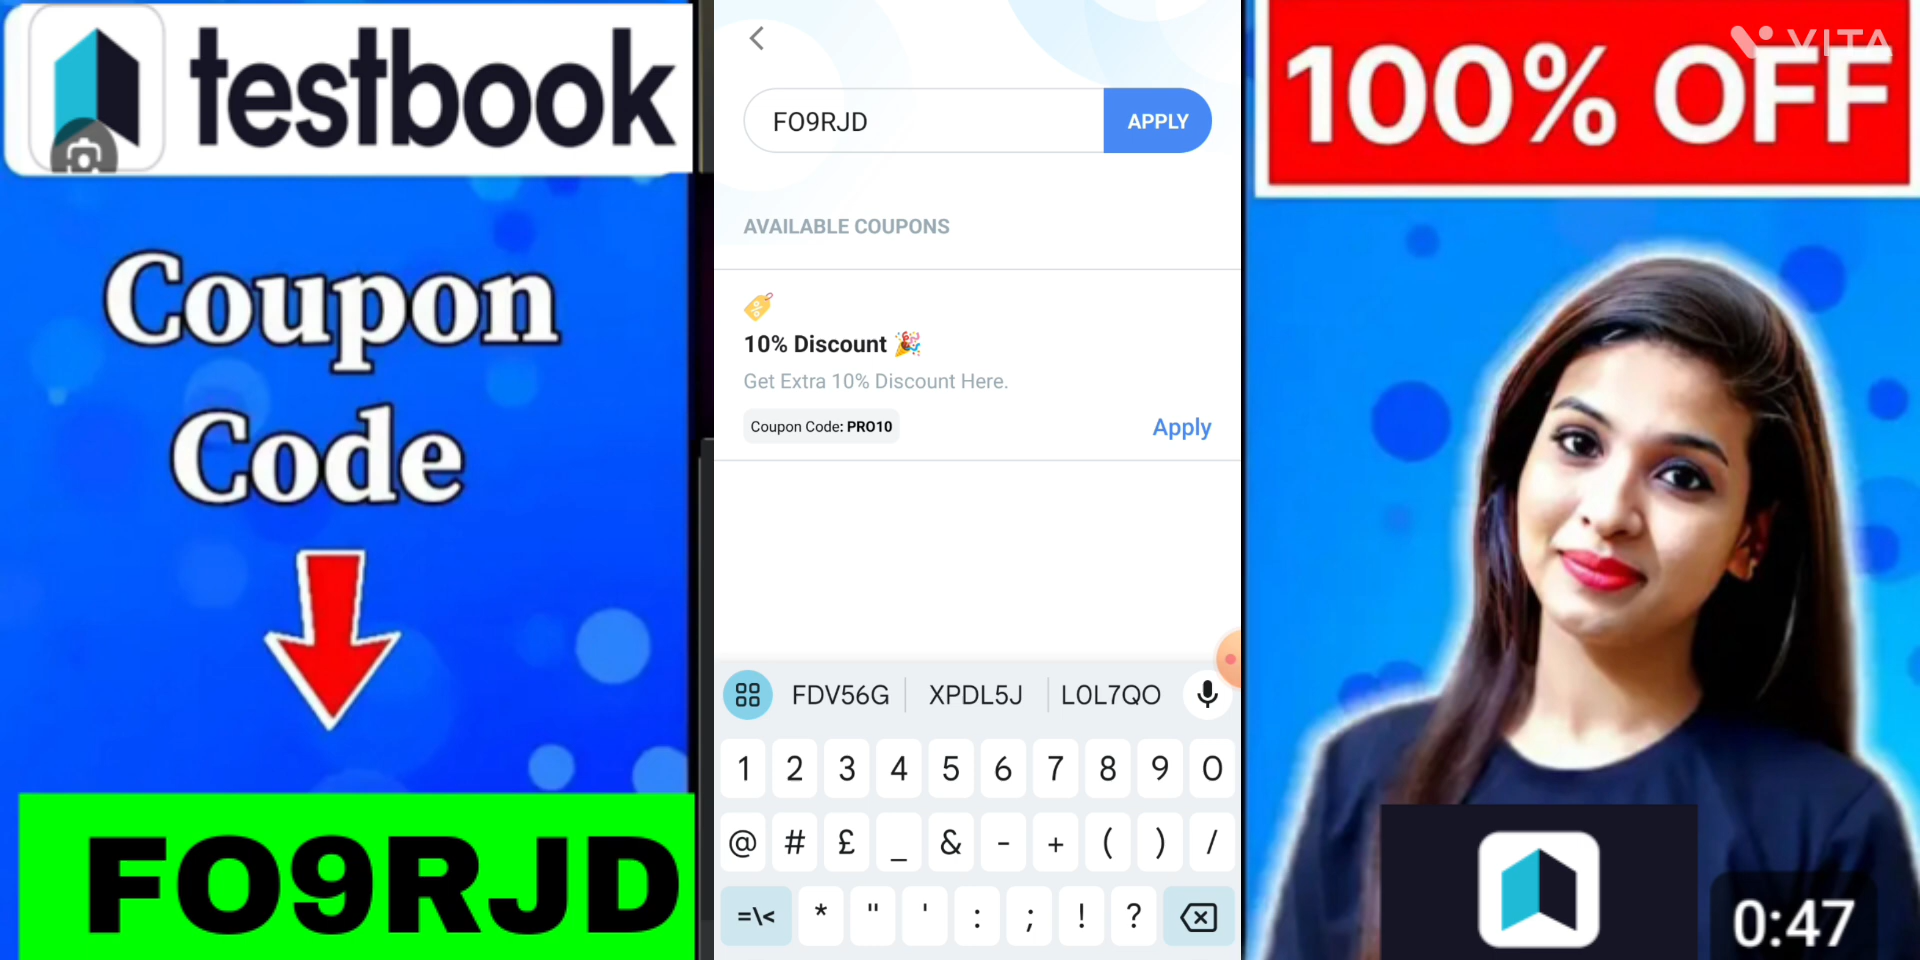 testbook
Coupon
Code
FO9RJD
FO9RJD
APPLY
AVAILABLE COUPONS
10% Discount 🎉
Get Extra 10% Discount Here.
Coupon Code: PRO10
Apply
FDV56G
XPDL5J
L0L7QO
1 2 3 4 5 6 7 8 9 0
@ # £ _ & - + ( ) /
=\< * " ' : ; ! ?
VITA
100% OFF
0:47